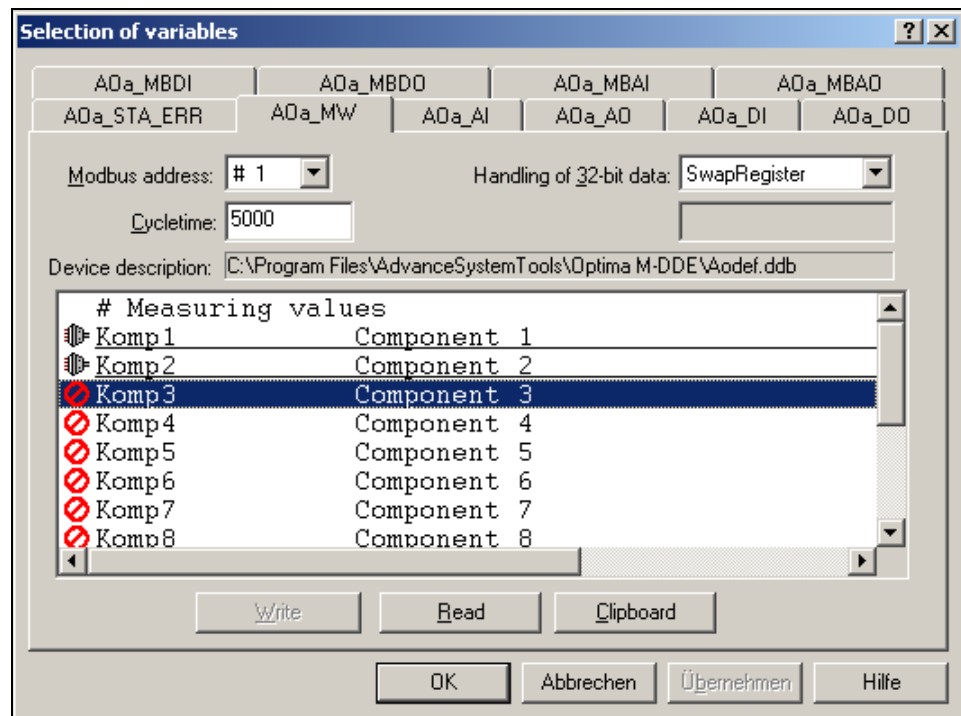 Selection of variables
AOa_MBDI AOa_MBDO AOa_MBAI AOa_MBAO
AOa_STA_ERR AOa_MW AOa_AI AOa_AO AOa_DI AOa_DO
Modbus address: # 1 Handling of 32-bit data: SwapRegister
Cycletime: 5000
Device description: C:\Program Files\AdvanceSystemTools\Optima M-DDE\Aodef.ddb
# Measuring values
Komp1 Component 1
Komp2 Component 2
Komp3 Component 3
Komp4 Component 4
Komp5 Component 5
Komp6 Component 6
Komp7 Component 7
Komp8 Component 8
Write Read Clipboard
OK Abbrechen Übernehmen Hilfe